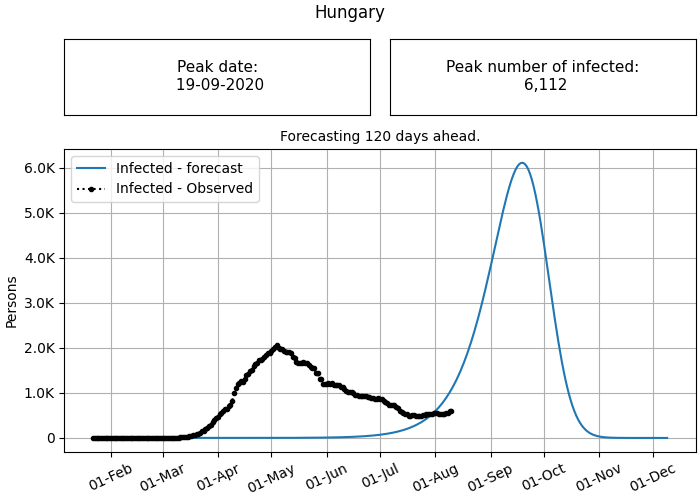 Hungary
Peak date:
19-09-2020
Peak number of infected:
6,112
Forecasting 120 days ahead.
Infected - forecast
Infected - Observed
6.0K
5.0K
4.0K
3.0K
2.0K
1.0K
0
Persons
01-Feb
01-Mar
01-Apr
01-May
01-Jun
01-Jul
01-Aug
01-Sep
01-Oct
01-Nov
01-Dec